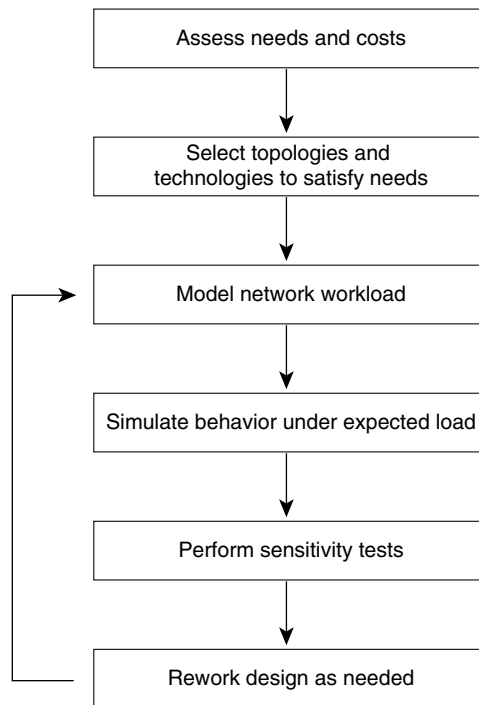 Assess needs and costs
Select topologies and
technologies to satisfy needs
Model network workload
Simulate behavior under expected load
Perform sensitivity tests
Rework design as needed